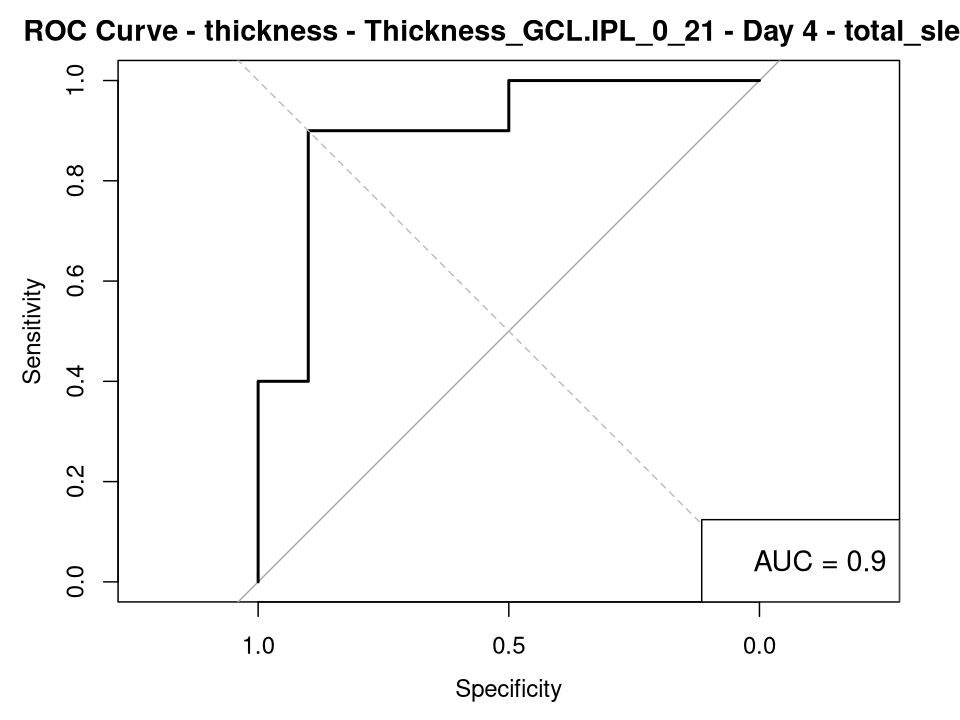 ROC Curve - thickness - Thickness_GCL.IPL_0_21 - Day 4 - total_sle
1.0
0.8
0.6
0.4
0.2
0.0
Sensitivity
AUC = 0.9
1.0 0.5 0.0
Specificity